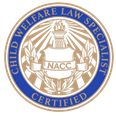 CHILD WELFARE LAW SPECIALIST
NACC
CERTIFIED